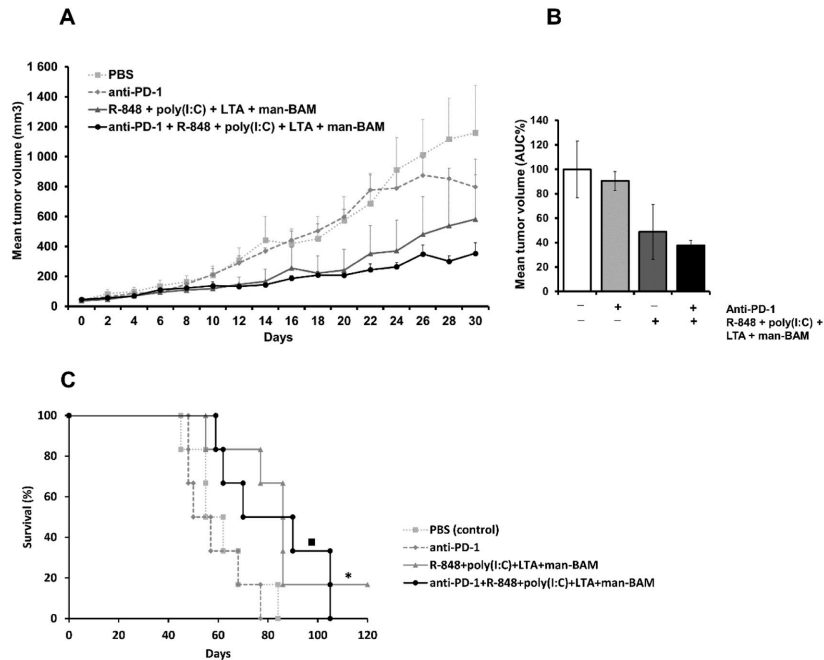 A
1 600
1 400
1 200
1 000
800
600
400
200
0
Mean tumor volume (mm3)
PBS
anti-PD-1
R-848 + poly(I:C) + LTA + man-BAM
anti-PD-1 + R-848 + poly(I:C) + LTA + man-BAM
0 2 4 6 8 10 12 14 16 18 20 22 24 26 28 30
Days
B
140
120
100
80
60
40
20
0
Mean tumor volume (AUC%)
– + – + Anti-PD-1
– – + + R-848 + poly(I:C) +
LTA + man-BAM
C
100
80
60
40
20
0
Survival (%)
■
*
0 20 40 60 80 100 120
Days
PBS (control)
anti-PD-1
R-848+poly(I:C)+LTA+man-BAM
anti-PD-1+R-848+poly(I:C)+LTA+man-BAM